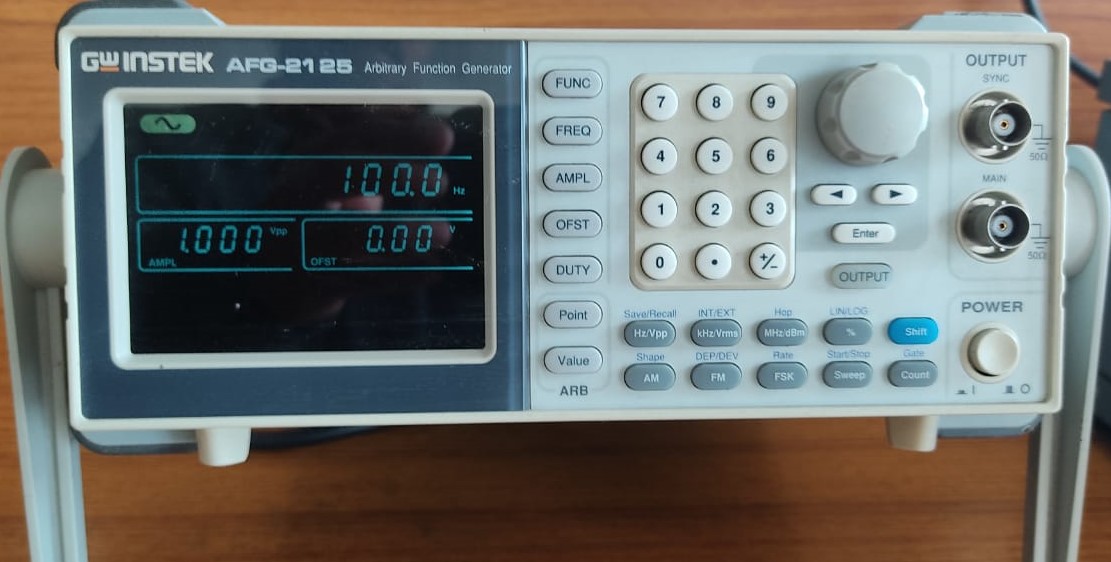 GW INSTEK AFG-2125 Arbitrary Function Generator
100.0 Hz
1.000 Vpp
AMPL
0.00 V
OFST
FUNC
FREQ
AMPL
OFST
DUTY
Point
Value
ARB
7 8 9
4 5 6
1 2 3
0 • +/−
◄ ►
Enter
OUTPUT
Save/Recall INT/EXT Hop LIN/LOG
Hz/Vpp kHz/Vrms MHz/dBm % Shift
Shape DEP/DEV Rate Start/Stop Gate
AM FM FSK Sweep Count
OUTPUT
SYNC
50Ω
MAIN
50Ω
POWER